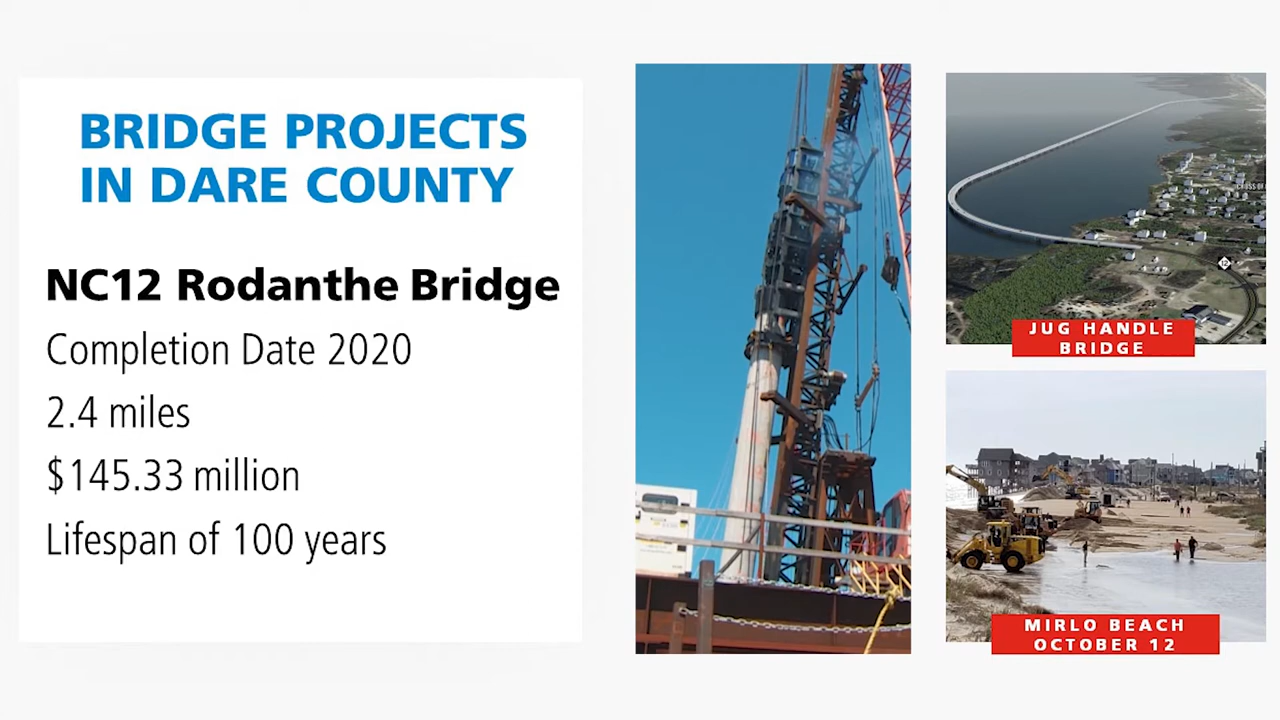 BRIDGE PROJECTS
IN DARE COUNTY
NC12 Rodanthe Bridge
Completion Date 2020
2.4 miles
$145.33 million
Lifespan of 100 years
12
JUG HANDLE
BRIDGE
MIRLO BEACH
OCTOBER 12